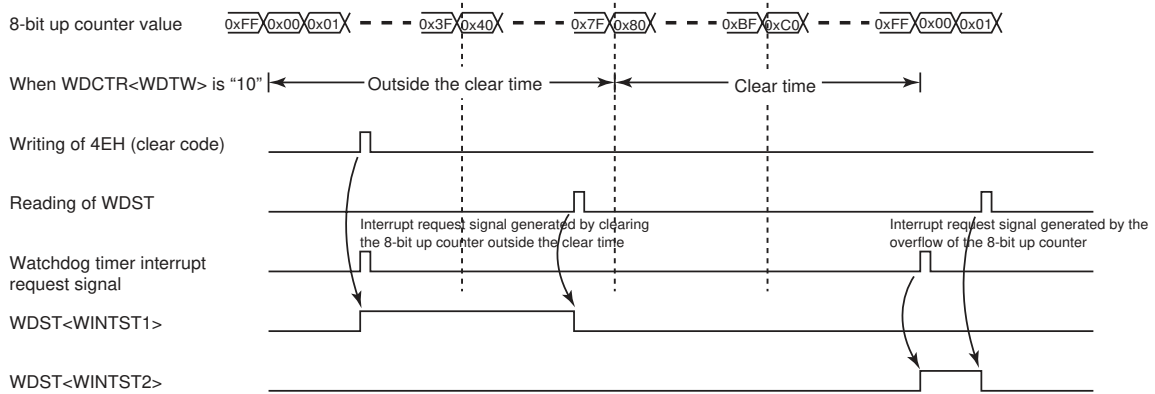 8-bit up counter value 0xFF 0x00 0x01 0x3F 0x40 0x7F 0x80 0xBF 0xC0 0xFF 0x00 0x01
When WDCTR<WDTW> is “10” Outside the clear time Clear time
Writing of 4EH (clear code)
Reading of WDST
Interrupt request signal generated by clearing
the 8-bit up counter outside the clear time
Interrupt request signal generated by the
overflow of the 8-bit up counter
Watchdog timer interrupt
request signal
WDST<WINTST1>
WDST<WINTST2>